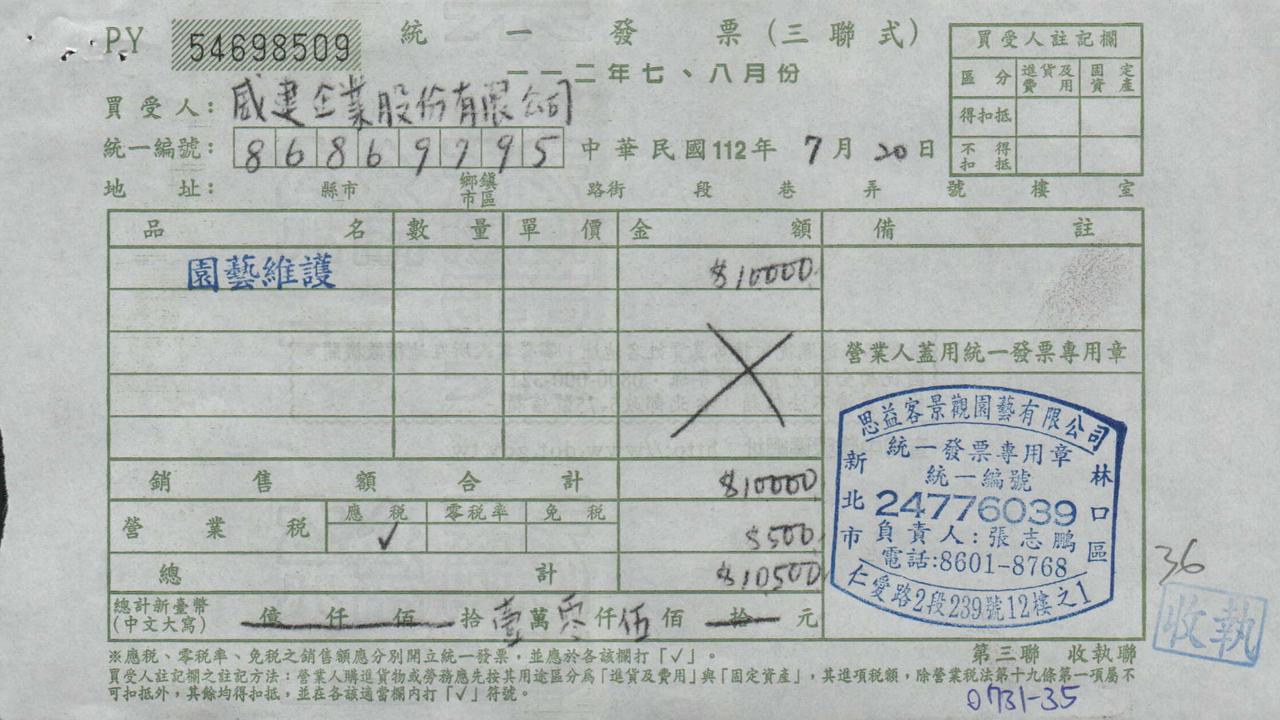 PY 54698509 統一發票(三聯式)
一一二年七、八月份
買受人註記欄
區分 進貨及費用 固定資產
得扣抵
不得扣抵
買受人: 威建企業股份有限公司
統一編號: 86869795 中華民國112年7月20日
地址: 縣市 鄉鎮市區 路街 段 巷 弄 號 樓 室
品名 數量 單價 金額 備註
園藝維護 $10000
營業人蓋用統一發票專用章
銷售額合計 $10000
營業稅 應稅 零稅率 免稅
✓ $500
總計 $10,500
總計新臺幣(中文大寫) 億 仟 佰 拾 壹 萬 零 仟 伍 佰 拾 元
思益客景觀園藝有限公司
統一發票專用章
統一編號
24776039
負責人:張志鵬
電話:8601-8768
新北市
林口區
仁愛路2段239號12樓之1
36
收執
※應稅、零稅率、免稅之銷售額應分別開立統一發票,並應於各該欄打「✓」。
第三聯 收執聯
買受人註記欄之註記方法:營業人購進貨物或勞務應先按其用途區分為「進貨及費用」與「固定資產」,其進項稅額,除營業稅法第十九條第一項屬不
可扣抵外,其餘均得扣抵,並在各該適當欄內打「✓」符號。
0731-35